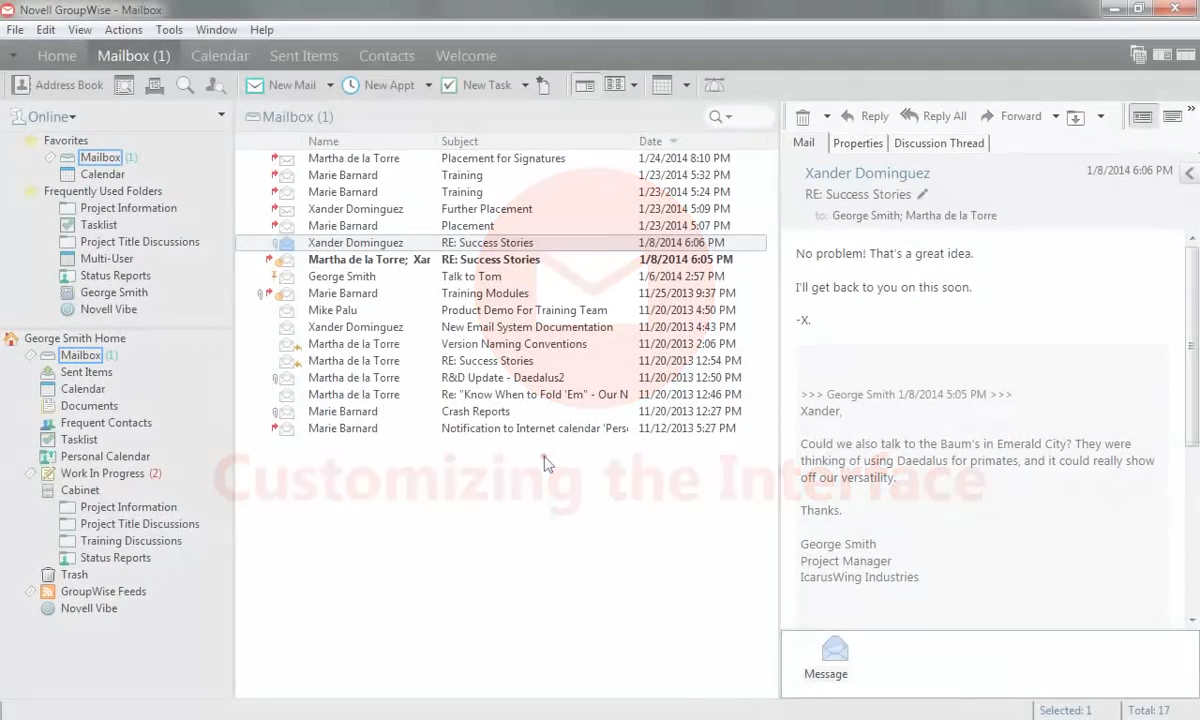 Novell GroupWise - Mailbox
File Edit View Actions Tools Window Help
Home Mailbox (1) Calendar Sent Items Contacts Welcome
Address Book New Mail New Appt New Task
Online
Favorites
Mailbox (1)
Calendar
Frequently Used Folders
Project Information
Tasklist
Project Title Discussions
Multi-User
Status Reports
George Smith
Novell Vibe
George Smith Home
Mailbox (1)
Sent Items
Calendar
Documents
Frequent Contacts
Tasklist
Personal Calendar
Work In Progress (2)
Cabinet
Project Information
Project Title Discussions
Training Discussions
Status Reports
Trash
GroupWise Feeds
Novell Vibe
Mailbox (1)
Name Subject Date
Martha de la Torre Placement for Signatures 1/24/2014 8:10 PM
Marie Barnard Training 1/23/2014 5:32 PM
Marie Barnard Training 1/23/2014 5:24 PM
Xander Dominguez Further Placement 1/23/2014 5:09 PM
Marie Barnard Placement 1/23/2014 5:07 PM
Xander Dominguez RE: Success Stories 1/8/2014 6:06 PM
Martha de la Torre; Xar RE: Success Stories 1/8/2014 6:05 PM
George Smith Talk to Tom 1/6/2014 2:57 PM
Marie Barnard Training Modules 11/25/2013 9:37 PM
Mike Palu Product Demo For Training Team 11/20/2013 4:50 PM
Xander Dominguez New Email System Documentation 11/20/2013 4:43 PM
Martha de la Torre Version Naming Conventions 11/20/2013 2:06 PM
Martha de la Torre RE: Success Stories 11/20/2013 12:54 PM
Martha de la Torre R&D Update - Daedalus2 11/20/2013 12:50 PM
Martha de la Torre Re: "Know When to Fold 'Em" - Our N 11/20/2013 12:46 PM
Marie Barnard Crash Reports 11/20/2013 12:27 PM
Marie Barnard Notification to Internet calendar 'Perso 11/12/2013 5:27 PM
Customizing the Interface
Reply Reply All Forward
Mail Properties Discussion Thread
Xander Dominguez 1/8/2014 6:06 PM
RE: Success Stories
to: George Smith; Martha de la Torre
No problem! That's a great idea.
I'll get back to you on this soon.
-X.
>>> George Smith 1/8/2014 5:05 PM >>>
Xander,
Could we also talk to the Baum's in Emerald City? They were
thinking of using Daedalus for primates, and it could really show
off our versatility.
Thanks.
George Smith
Project Manager
IcarusWing Industries
Message
Selected: 1 Total: 17